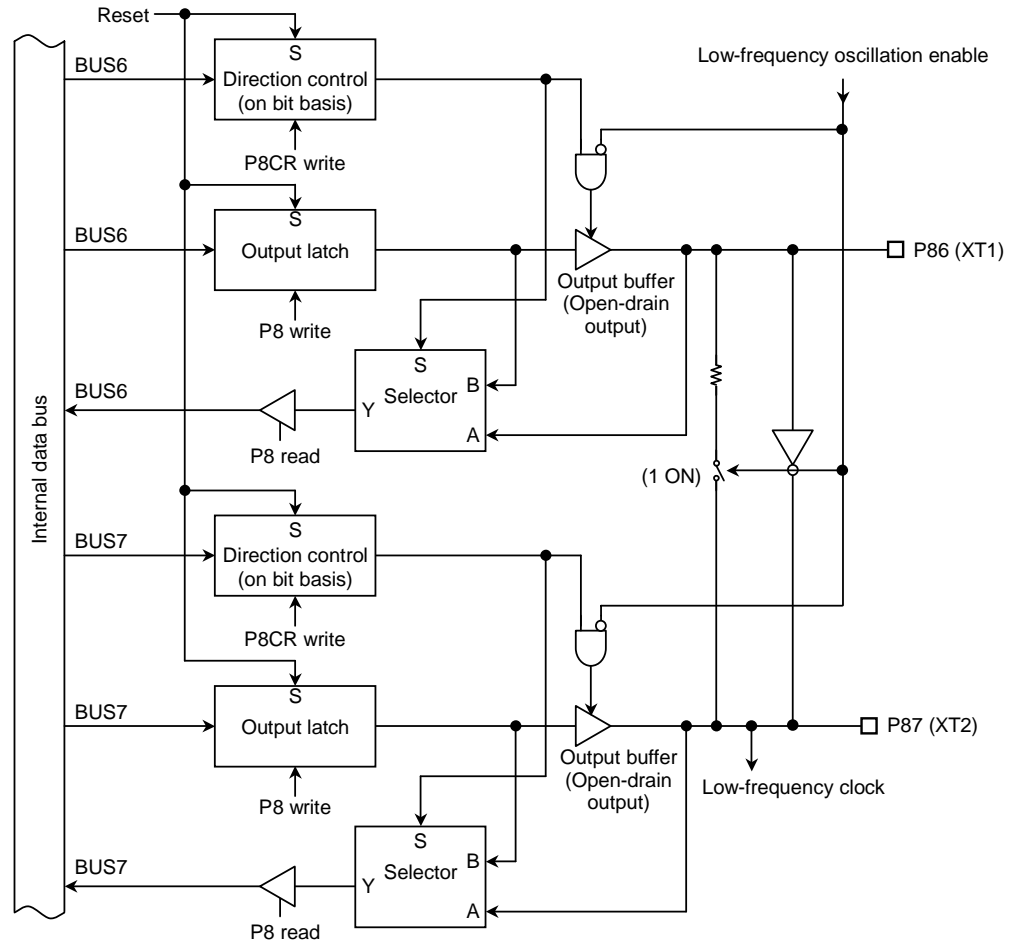 Reset
S
BUS6
Direction control
(on bit basis)
Low-frequency oscillation enable
P8CR write
S
BUS6
Output latch
P86 (XT1)
Output buffer
(Open-drain
output)
P8 write
S
BUS6
B
Y
Selector
A
P8 read
(1 ON)
Internal data bus
S
BUS7
Direction control
(on bit basis)
P8CR write
S
BUS7
Output latch
P87 (XT2)
Output buffer
(Open-drain
output)
Low-frequency clock
P8 write
S
BUS7
B
Y
Selector
A
P8 read